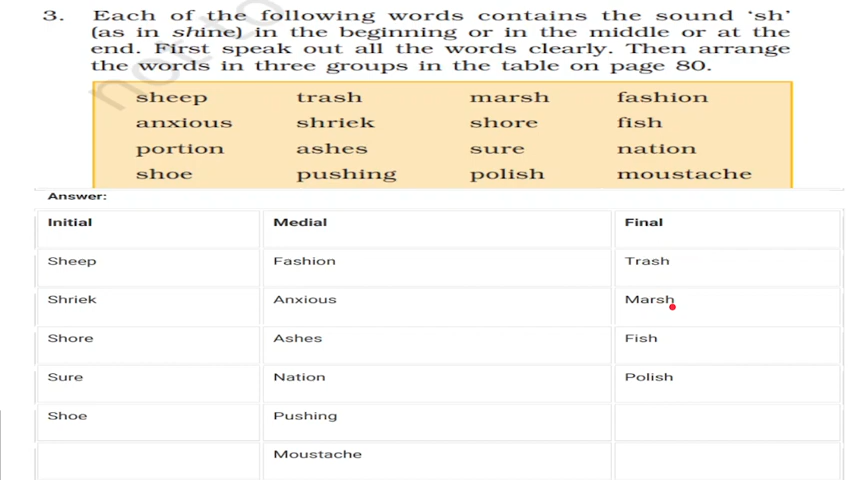 3. Each of the following words contains the sound ‘sh’
(as in shine) in the beginning or in the middle or at the
end. First speak out all the words clearly. Then arrange
the words in three groups in the table on page 80.
not to
sheep trash marsh fashion
anxious shriek shore fish
portion ashes sure nation
shoe pushing polish moustache
Answer:
Initial Medial Final
Sheep Fashion Trash
Shriek Anxious Marsh
Shore Ashes Fish
Sure Nation Polish
Shoe Pushing
Moustache